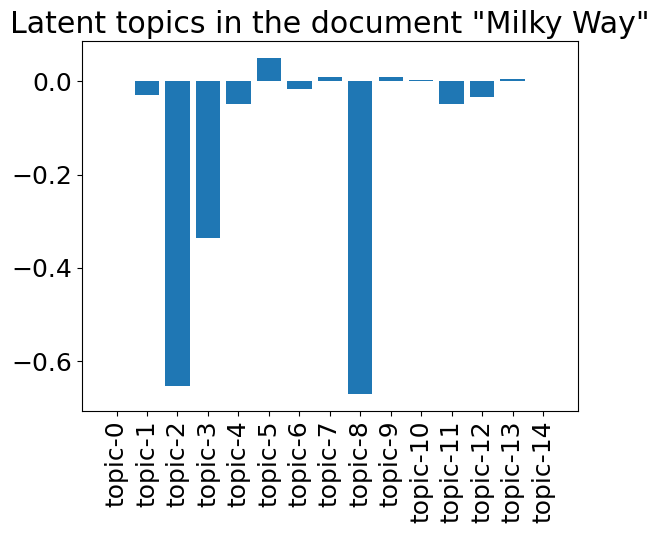 Latent topics in the document "Milky Way"
0.0
−0.2
−0.4
−0.6
topic-0
topic-1
topic-2
topic-3
topic-4
topic-5
topic-6
topic-7
topic-8
topic-9
topic-10
topic-11
topic-12
topic-13
topic-14